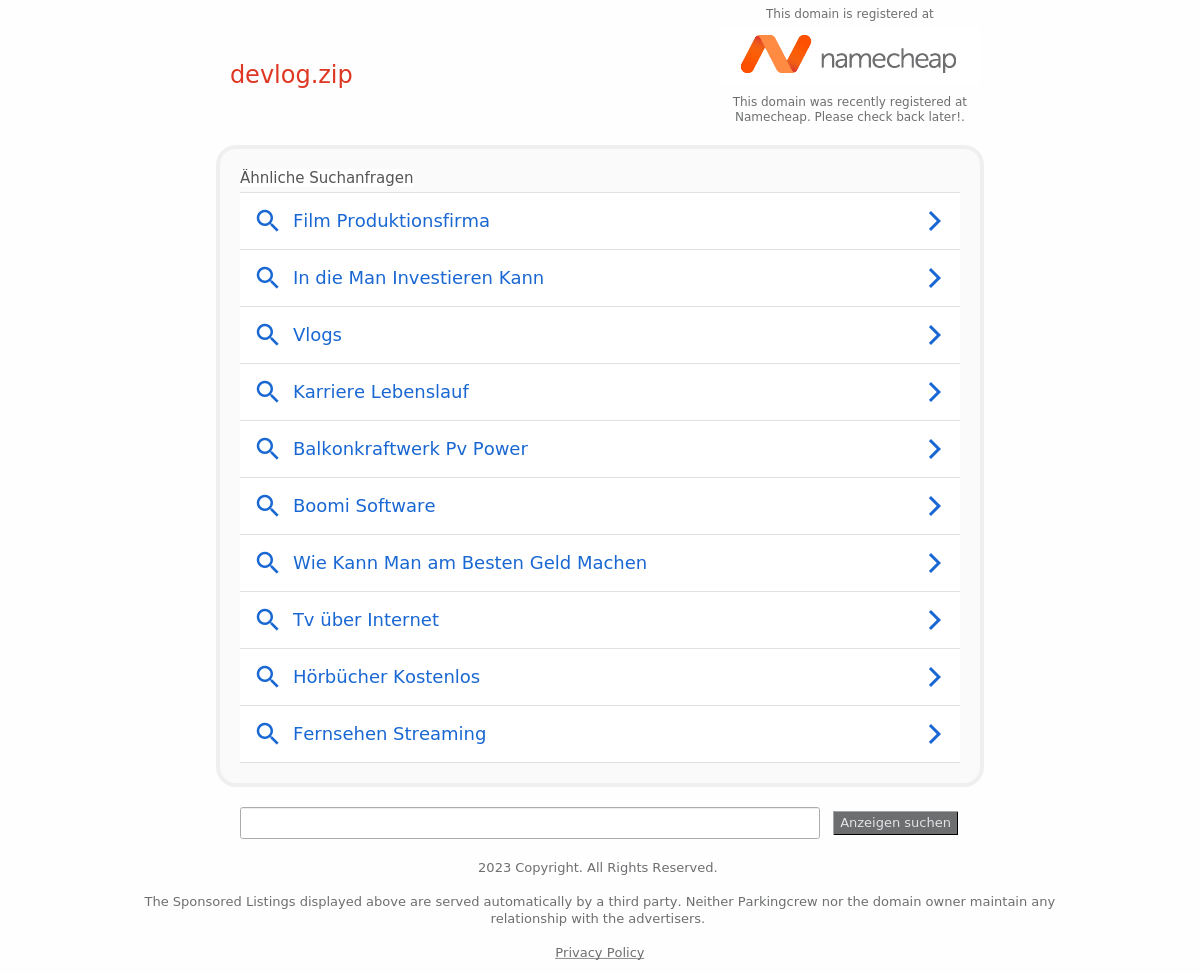 This domain is registered at
namecheap
devlog.zip
This domain was recently registered at
Namecheap. Please check back later!.
Ähnliche Suchanfragen
Film Produktionsfirma
In die Man Investieren Kann
Vlogs
Karriere Lebenslauf
Balkonkraftwerk Pv Power
Boomi Software
Wie Kann Man am Besten Geld Machen
Tv über Internet
Hörbücher Kostenlos
Fernsehen Streaming
Anzeigen suchen
2023 Copyright. All Rights Reserved.
The Sponsored Listings displayed above are served automatically by a third party. Neither Parkingcrew nor the domain owner maintain any
relationship with the advertisers.
Privacy Policy